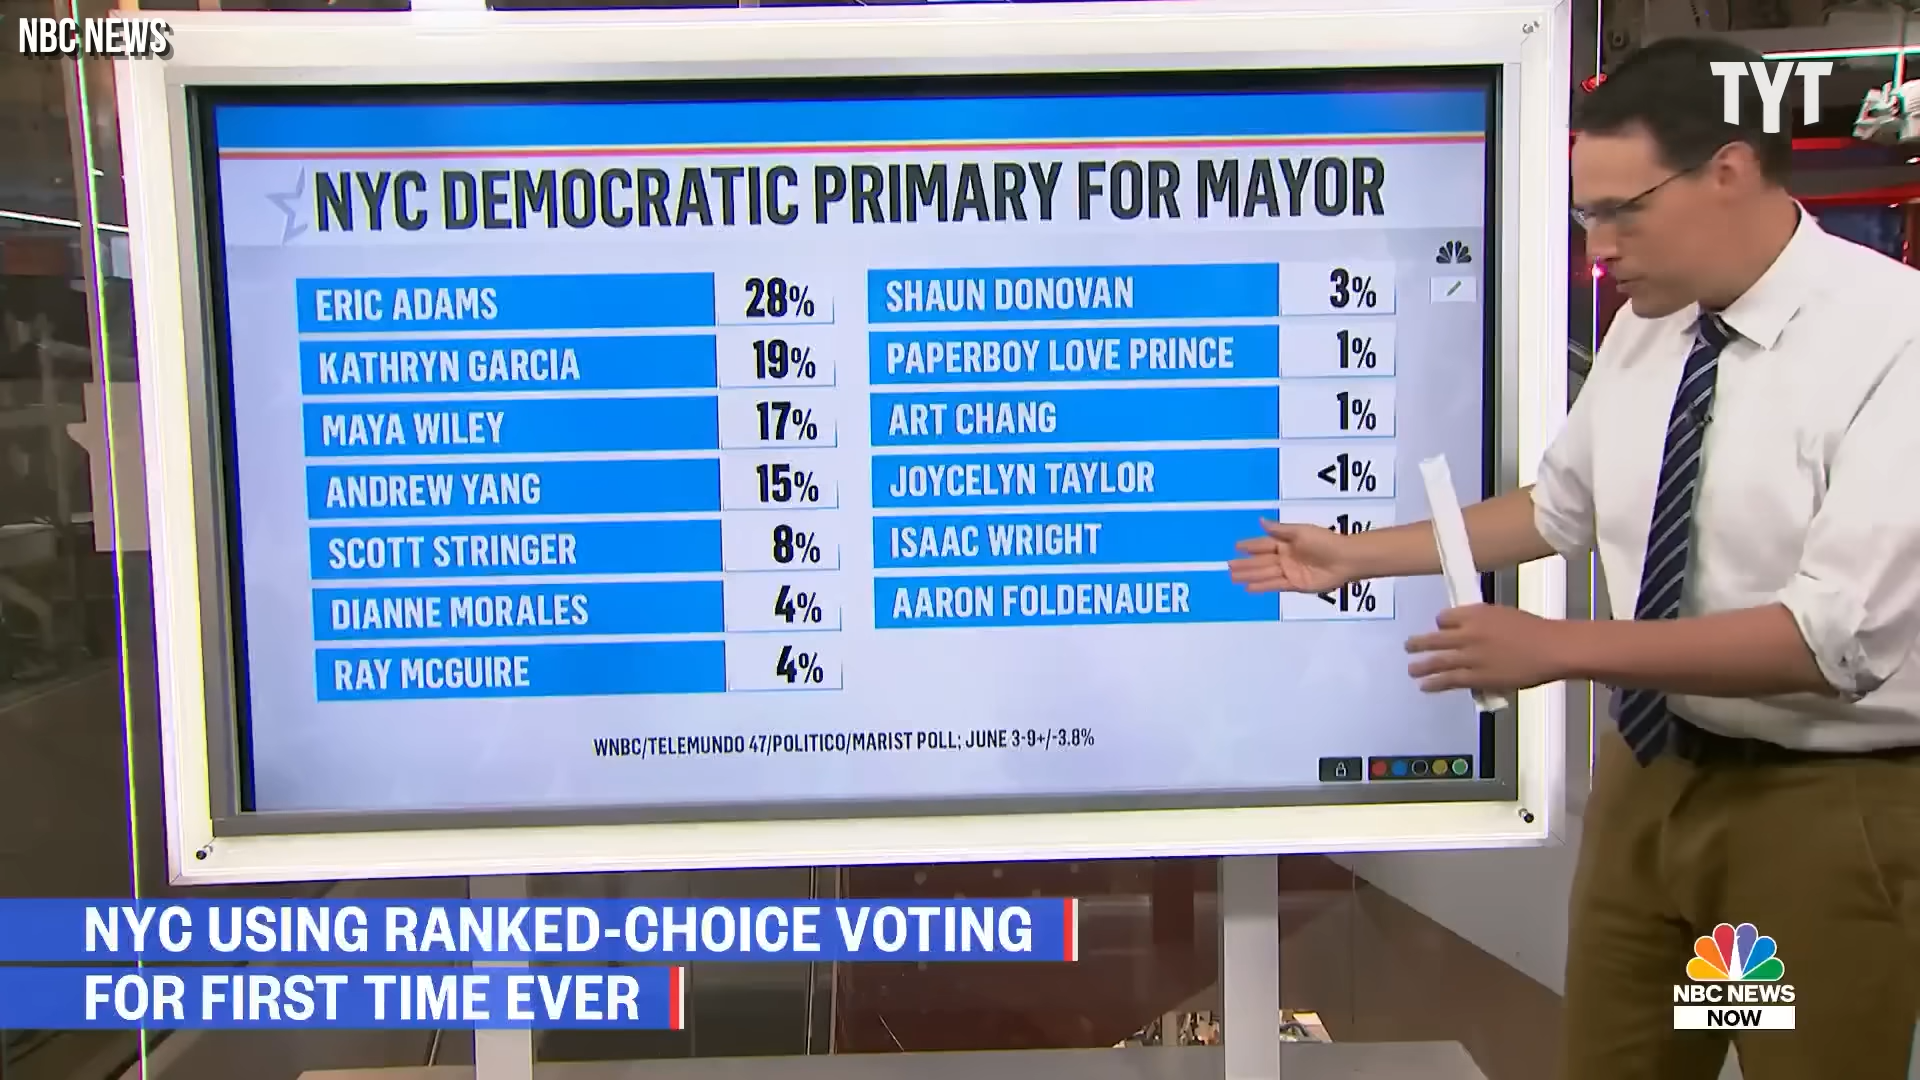 NBC NEWS
TYT
NYC DEMOCRATIC PRIMARY FOR MAYOR
ERIC ADAMS 28%
KATHRYN GARCIA 19%
MAYA WILEY 17%
ANDREW YANG 15%
SCOTT STRINGER 8%
DIANNE MORALES 4%
RAY MCGUIRE 4%
SHAUN DONOVAN 3%
PAPERBOY LOVE PRINCE 1%
ART CHANG 1%
JOYCELYN TAYLOR <1%
ISAAC WRIGHT <1%
AARON FOLDENAUER <1%
WNBC/TELEMUNDO 47/POLITICO/MARIST POLL; JUNE 3-9+/-3.8%
NYC USING RANKED-CHOICE VOTING
FOR FIRST TIME EVER
NBC NEWS
NOW